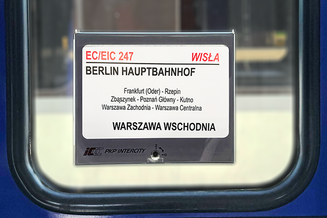 EC/EIC 247 WISŁA
BERLIN HAUPTBAHNHOF
Frankfurt (Oder) - Rzepin
Zbąszynek - Poznań Główny - Kutno
Warszawa Zachodnia - Warszawa Centralna
WARSZAWA WSCHODNIA
IC PKP INTERCITY